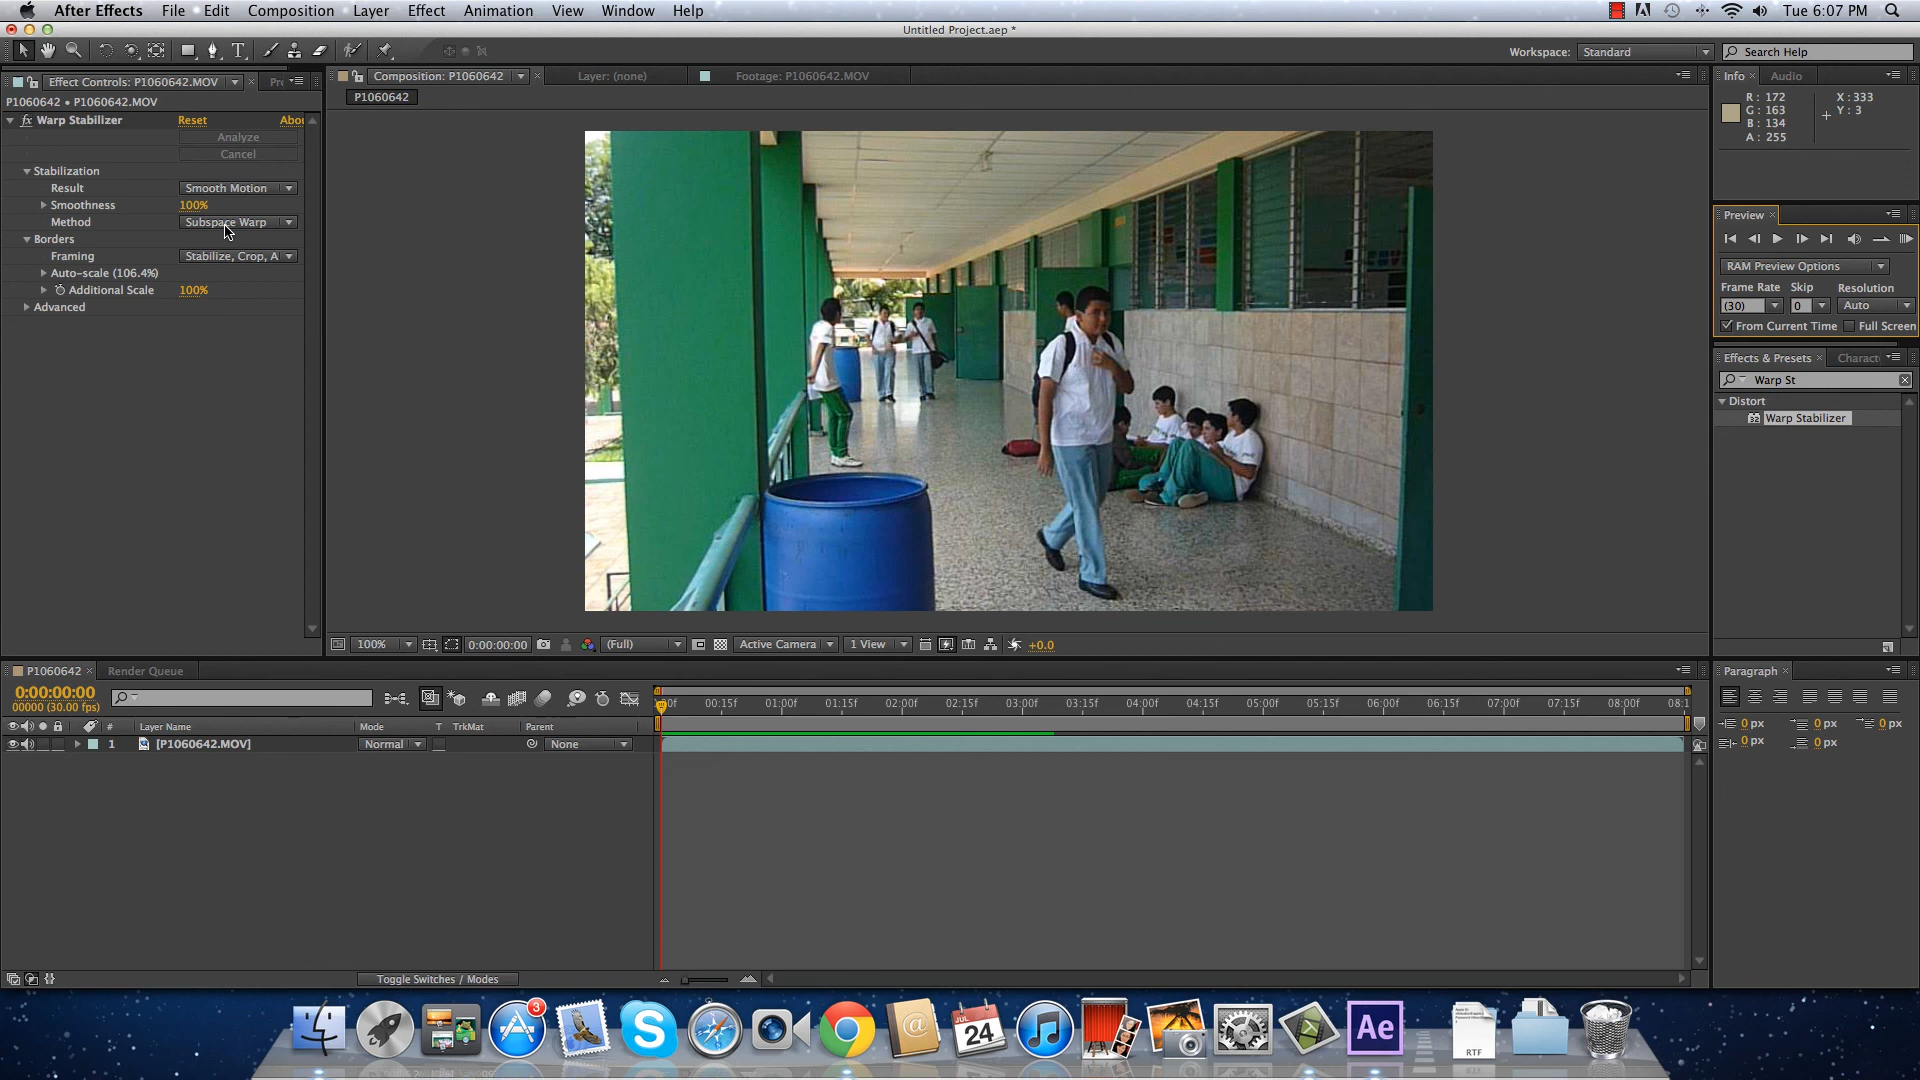 After Effects File Edit Composition Layer Effect Animation View Window Help Tue 6:07 PM
Untitled Project.aep *
Workspace: Standard Search Help
Effect Controls: P1060642.MOV Composition: P1060642 Layer: (none) Footage: P1060642.MOV Info Audio
P1060642 • P1060642.MOV P1060642
fx Warp Stabilizer Reset Abou
Analyze
Cancel
Stabilization
Result Smooth Motion
Smoothness 100%
Method Subspace Warp
Borders
Framing Stabilize, Crop, A
Auto-scale (106.4%)
Additional Scale 100%
Advanced
R: 172 X: 333
G: 163 Y: 3
B: 134
A: 255
Preview
RAM Preview Options
Frame Rate Skip Resolution
(30) 0 Auto
From Current Time Full Screen
Effects & Presets Charact
Warp St
Distort
32 Warp Stabilizer
100% 0:00:00:00 (Full) Active Camera 1 View +0.0
P1060642 Render Queue
0:00:00:00
00000 (30.00 fps)
00:15f 01:00f 01:15f 02:00f 02:15f 03:00f 03:15f 04:00f 04:15f 05:00f 05:15f 06:00f 06:15f 07:00f 07:15f 08:00f 08:1
# Layer Name Mode T TrkMat Parent
1 [P1060642.MOV] Normal None
Toggle Switches / Modes
Paragraph
0 px 0 px 0 px
0 px 0 px
3
JUL
24
Ae
RTF